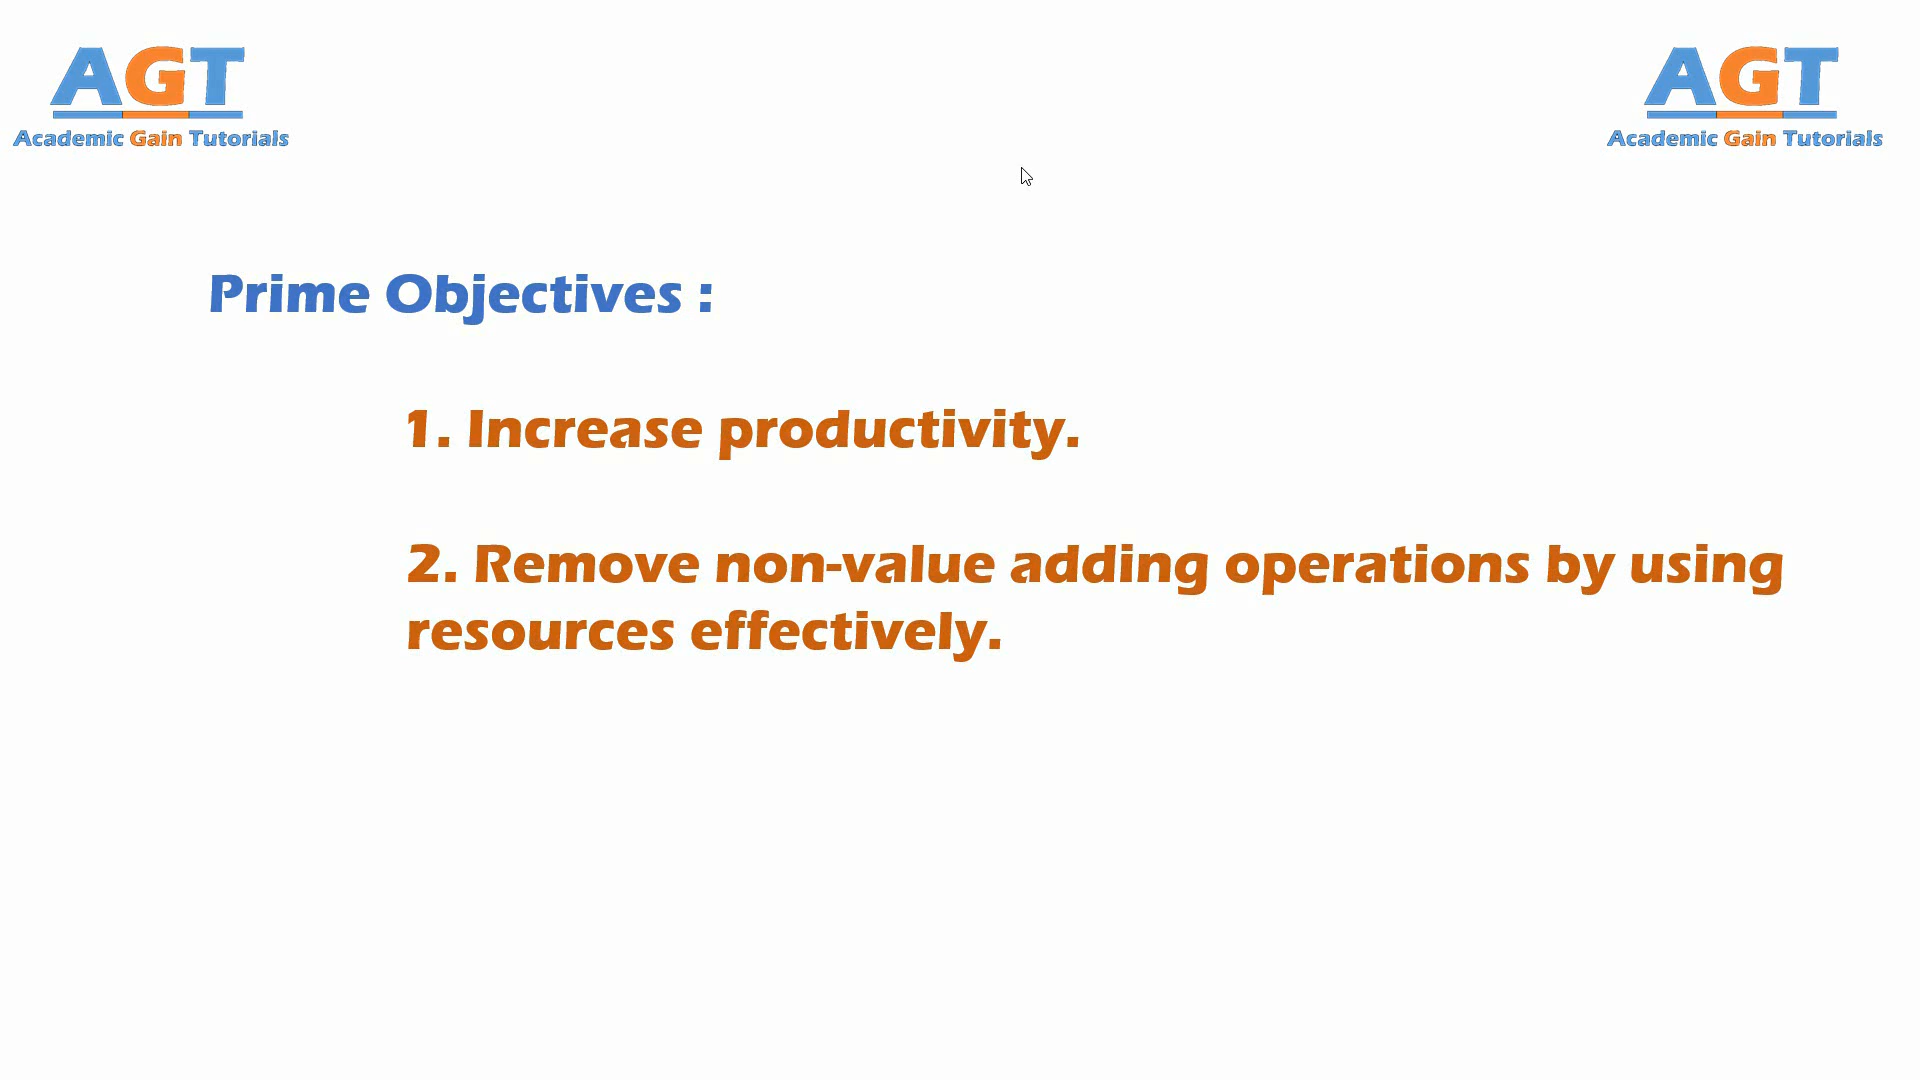 AGT
Academic Gain Tutorials
AGT
Academic Gain Tutorials
Prime Objectives :
1. Increase productivity.
2. Remove non-value adding operations by using
resources effectively.